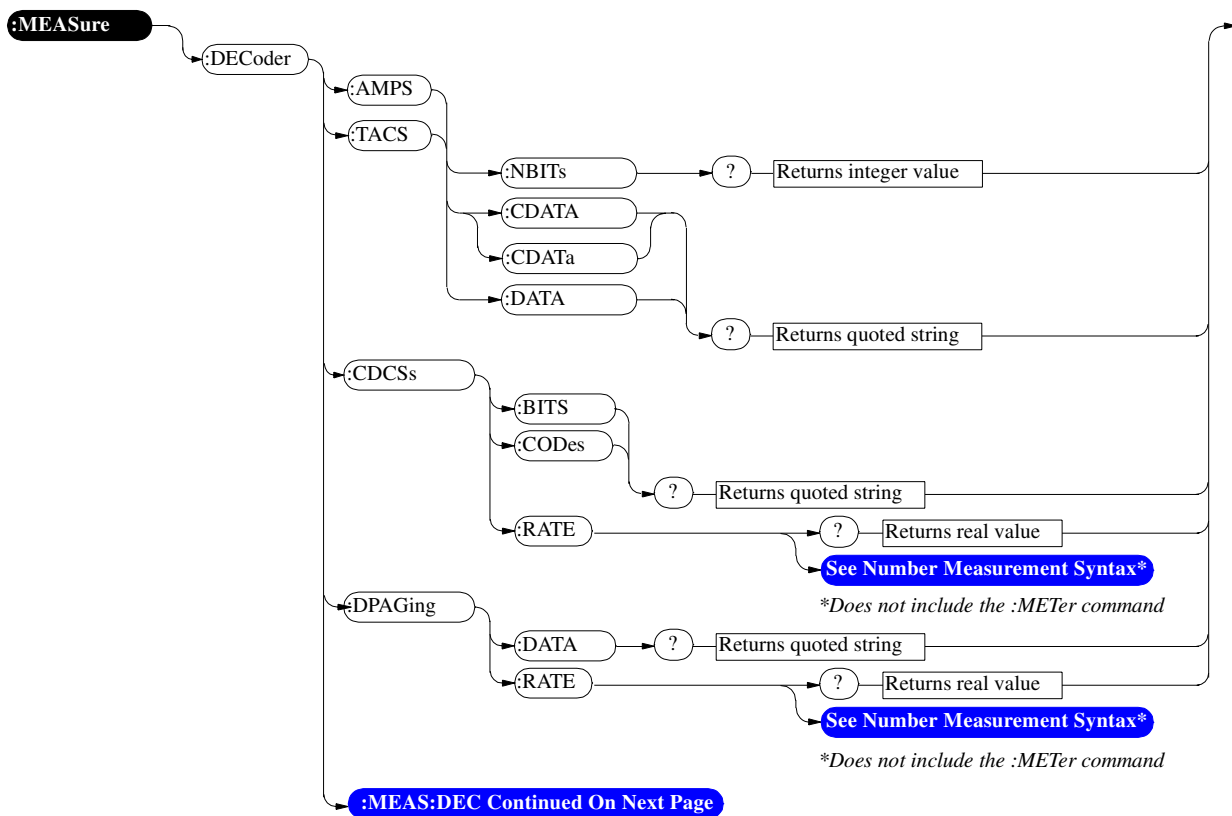 :MEASure
:DECoder
:AMPS
:TACS
:NBITs ? Returns integer value
:CDATA
:CDATa
:DATA
? Returns quoted string
:CDCSs
:BITS
:CODes
? Returns quoted string
:RATE ? Returns real value
See Number Measurement Syntax*
*Does not include the :METer command
:DPAGing
:DATA ? Returns quoted string
:RATE ? Returns real value
See Number Measurement Syntax*
*Does not include the :METer command
:MEAS:DEC Continued On Next Page